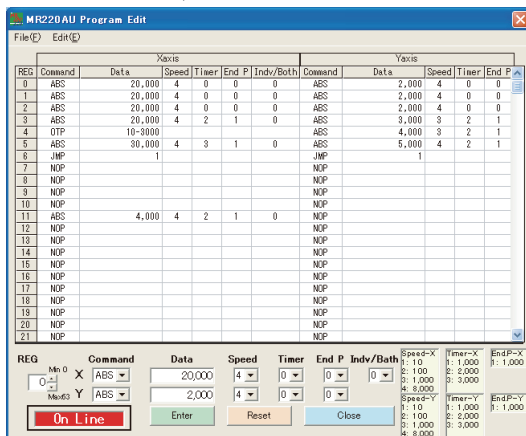 MR220AU Program Edit
File(F) Edit(E)
Xaxis Yaxis
REG Command Data Speed Timer End P Indv/Both Command Data Speed Timer End P
0 ABS 20,000 4 0 0 0 ABS 2,000 4 0 0
1 ABS 20,000 4 0 0 0 ABS 2,000 4 0 0
2 ABS 20,000 4 0 0 0 ABS 2,000 4 0 0
3 ABS 20,000 4 2 1 0 ABS 3,000 3 2 1
4 OTP 10-3000 ABS 4,000 3 2 1
5 ABS 30,000 4 3 1 0 ABS 5,000 4 2 1
6 JMP 1 JMP 1
7 NOP NOP
8 NOP NOP
9 NOP NOP
10 NOP NOP
11 ABS 4,000 4 2 1 0 NOP
12 NOP NOP
13 NOP NOP
14 NOP NOP
15 NOP NOP
16 NOP NOP
17 NOP NOP
18 NOP NOP
19 NOP NOP
20 NOP NOP
21 NOP NOP
REG Command Data Speed Timer End P Indv/Bath
Min 0
0
Max63
X ABS 20,000 4 0 0 0
Y ABS 2,000 4 0 0
On Line Enter Reset Close
Speed-X Timer-X End.P-X
1: 10 1: 1,000 1: 1,000
2: 100 2: 2,000
3: 1,000 3: 3,000
4: 8,000
Speed-Y Timer-Y End.P-Y
1: 10 1: 1,000 1: 1,000
2: 100 2: 2,000
3: 1,000 3: 3,000
4: 8,000